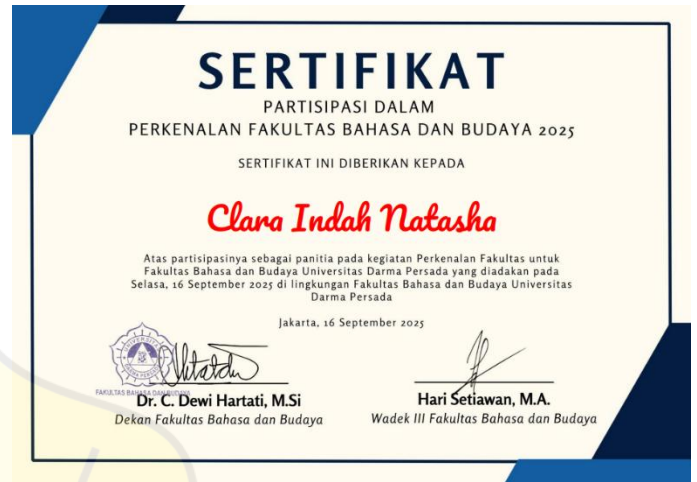 SERTIFIKAT
PARTISIPASI DALAM
PERKENALAN FAKULTAS BAHASA DAN BUDAYA 2025
SERTIFIKAT INI DIBERIKAN KEPADA
Clara Indah Natasha
Atas partisipasinya sebagai panitia pada kegiatan Perkenalan Fakultas untuk
Fakultas Bahasa dan Budaya Universitas Darma Persada yang diadakan pada
Selasa, 16 September 2025 di lingkungan Fakultas Bahasa dan Budaya Universitas
Darma Persada
Jakarta, 16 September 2025
UNIVERSITAS
DARMA PERSADA
FAKULTAS BAHASA DAN BUDAYA
Dr. C. Dewi Hartati, M.Si
Dekan Fakultas Bahasa dan Budaya
Hari Setiawan, M.A.
Wadek III Fakultas Bahasa dan Budaya